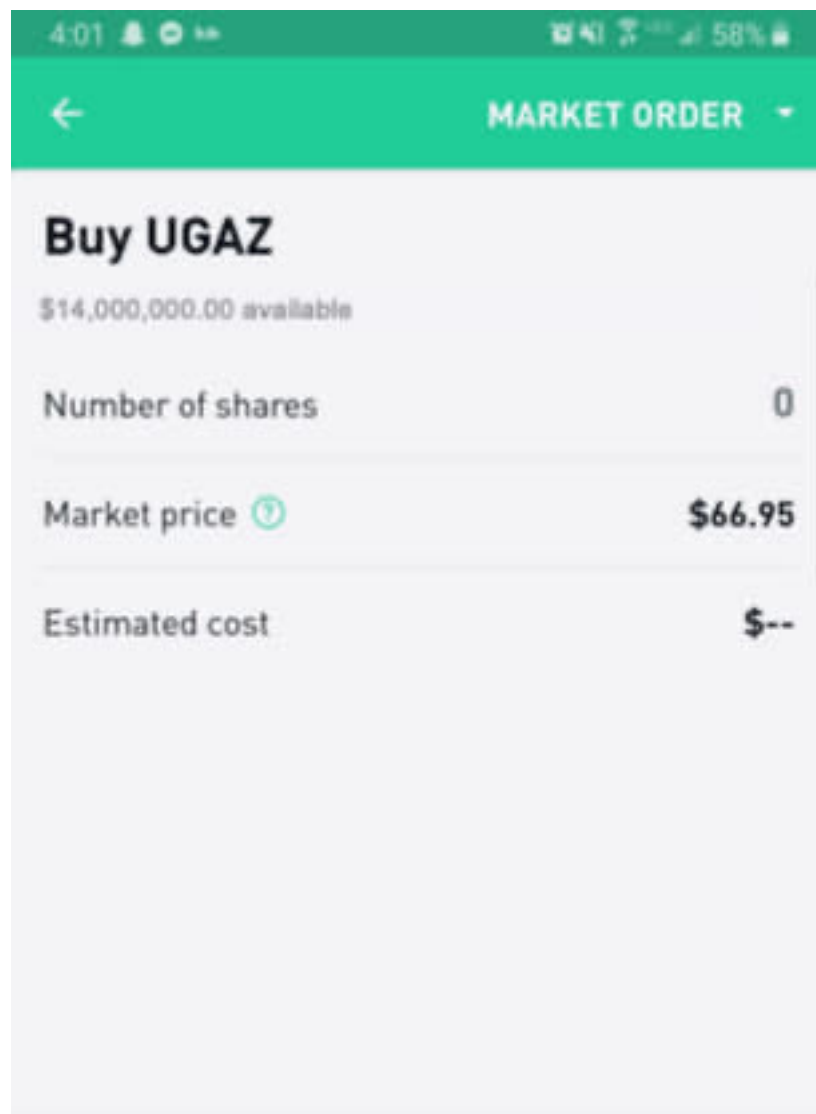 4:01 58%
MARKET ORDER
Buy UGAZ
$14,000,000.00 available
Number of shares 0
Market price ? $66.95
Estimated cost $--